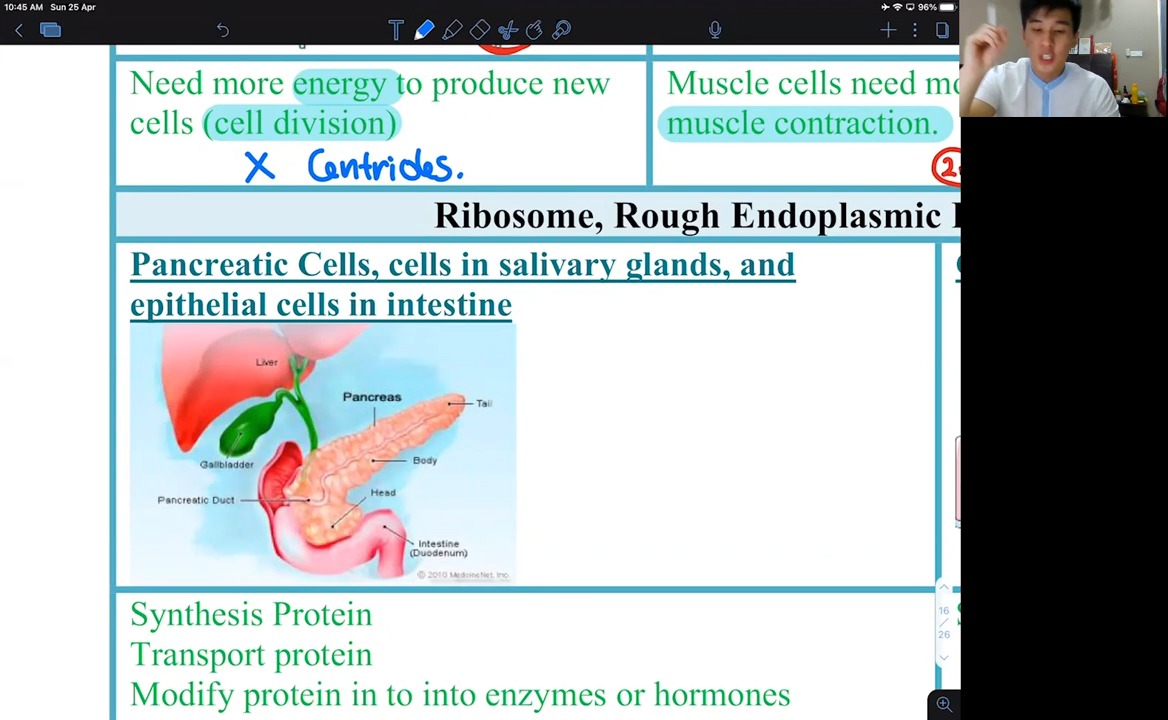 10:45 AM Sun 25 Apr
96%
Need more energy to produce new
cells (cell division)
X Centrioles.
Muscle cells need mo
muscle contraction.
Ribosome, Rough Endoplasmic
Pancreatic Cells, cells in salivary glands, and
epithelial cells in intestine
Liver
Pancreas
Tail
Gallbladder
Body
Pancreatic Duct
Head
Intestine
(Duodenum)
© 2010 MedicineNet, Inc.
16
/
26
Synthesis Protein
Transport protein
Modify protein in to into enzymes or hormones